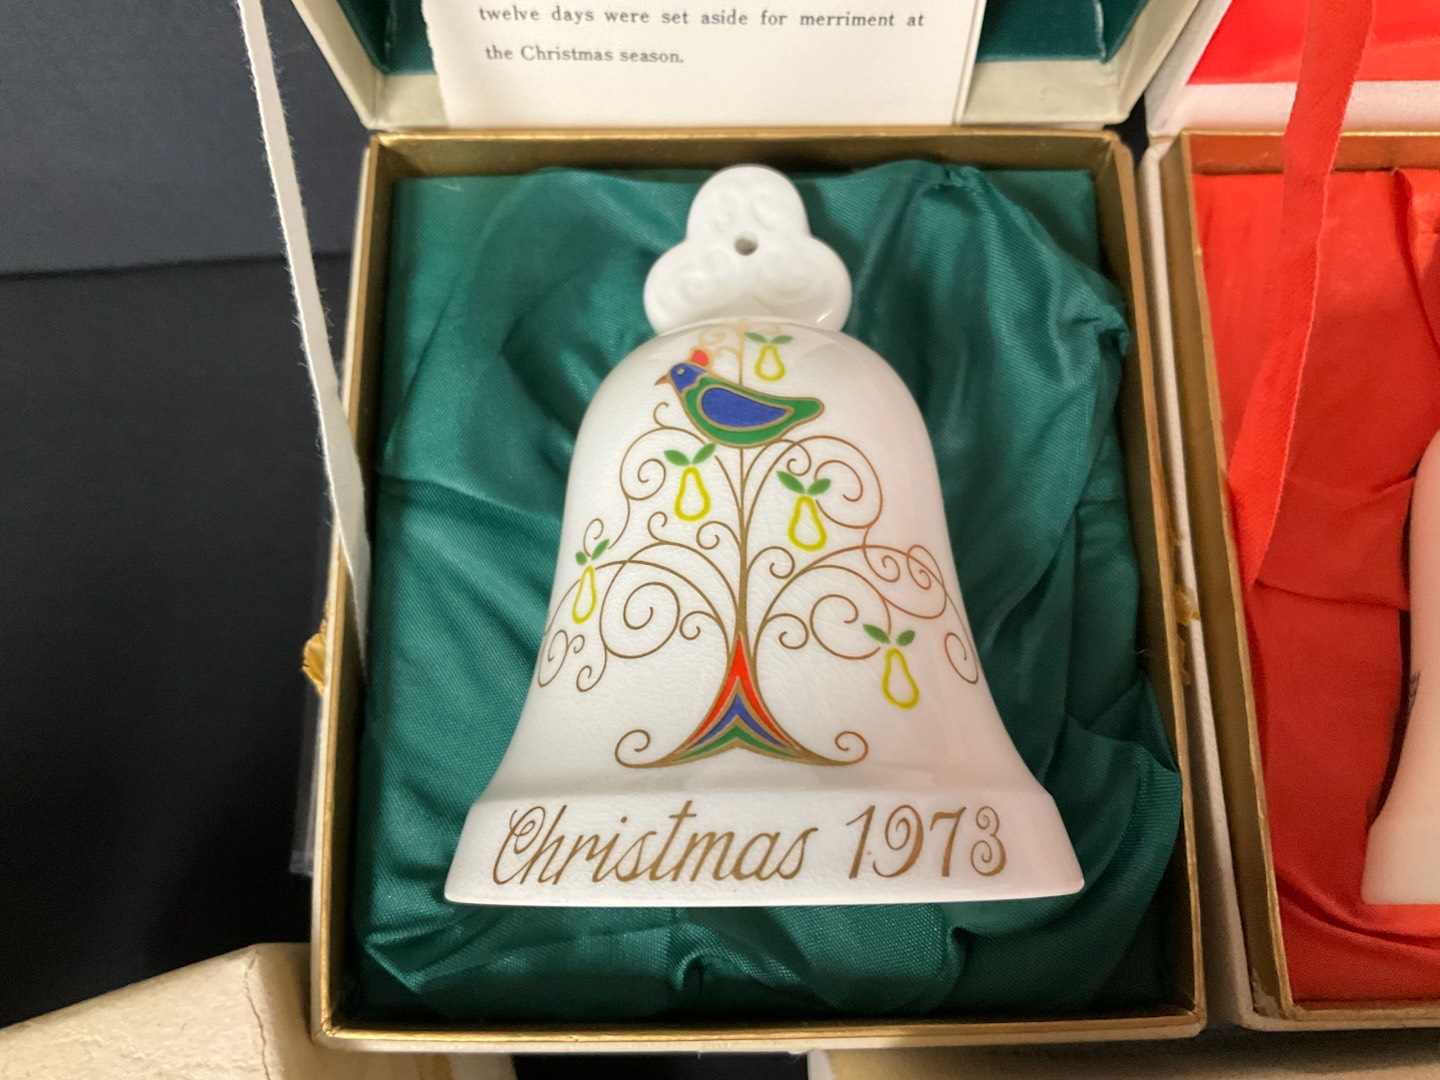 twelve days were set aside for merriment at
the Christmas season.
Christmas 1973